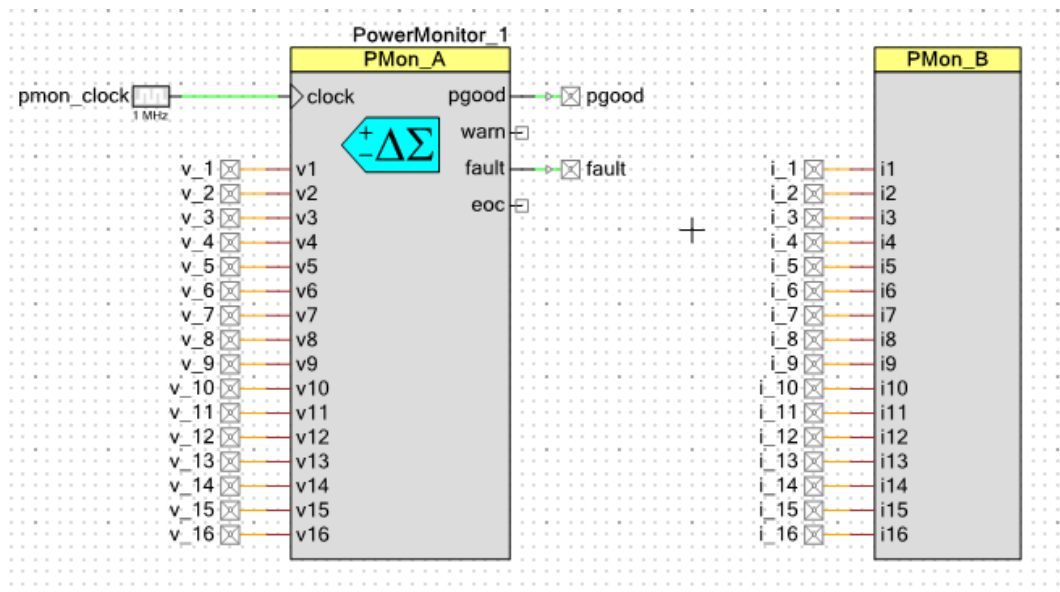 PowerMonitor_1
PMon_A
PMon_B
pmon_clock
1 MHz
clock
pgood
pgood
warn
ΔΣ
+
−
fault
fault
eoc
v_1 v1
v_2 v2
v_3 v3
v_4 v4
v_5 v5
v_6 v6
v_7 v7
v_8 v8
v_9 v9
v_10 v10
v_11 v11
v_12 v12
v_13 v13
v_14 v14
v_15 v15
v_16 v16
i_1 i1
i_2 i2
i_3 i3
i_4 i4
i_5 i5
i_6 i6
i_7 i7
i_8 i8
i_9 i9
i_10 i10
i_11 i11
i_12 i12
i_13 i13
i_14 i14
i_15 i15
i_16 i16